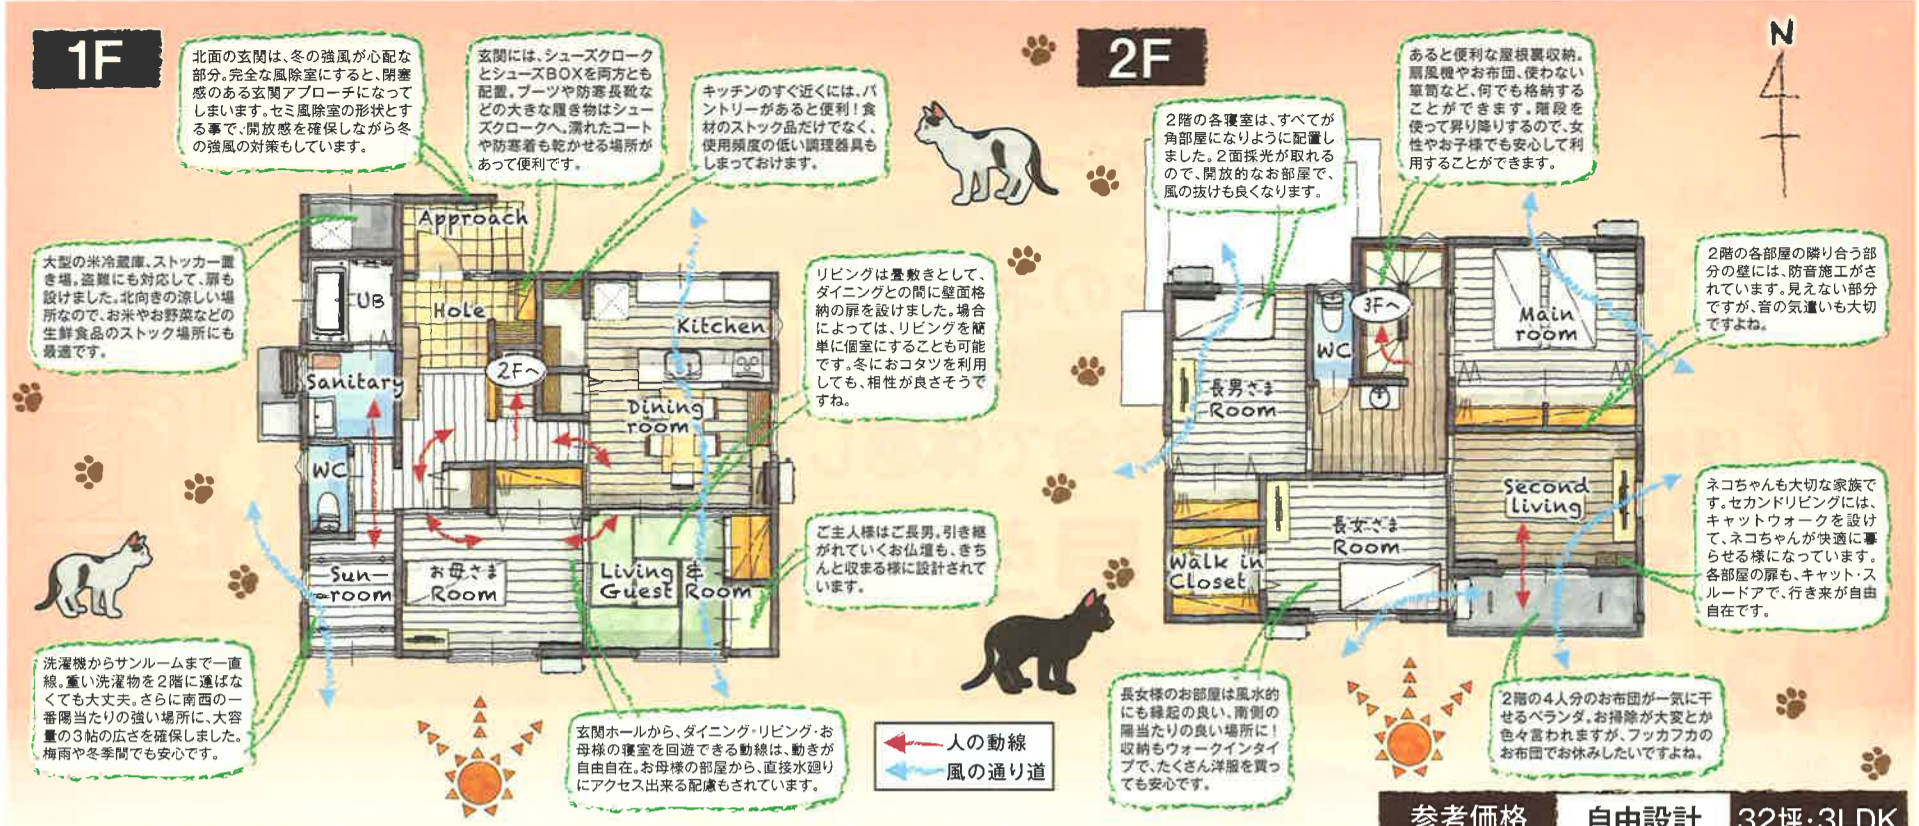 1F
北面の玄関は、冬の強風が心配な
部分。完全な風除室にすると、閉塞
感のある玄関アプローチになって
しまいます。セミ風除室の形状とす
る事で、開放感を確保しながら冬
の強風の対策もしています。
玄関には、シューズクローク
とシューズBOXを両方とも
配置。ブーツや防寒長靴な
どの大きな履き物はシュー
ズクロークへ。濡れたコート
や防寒着も乾かせる場所が
あって便利です。
キッチンのすぐ近くには、パ
ントリーがあると便利!食
材のストック品だけでなく、
使用頻度の低い調理器具も
しまっておけます。
大型の米冷蔵庫、ストッカー置
き場。盗難にも対応して、扉も
設けました。北向きの涼しい場
所なので、お米やお野菜などの
生鮮食品のストック場所にも
最適です。
リビングは畳敷きとして、
ダイニングとの間に壁面格
納の扉を設けました。場合
によっては、リビングを簡
単に個室にすることも可能
です。冬におコタツを利用
しても、相性が良さそうで
すね。
ご主人様はご長男。引き継
がれていくお仏壇も、きち
んと収まる様に設計されて
います。
洗濯機からサンルームまで一直
線。重い洗濯物を2階に運ばな
くても大丈夫。さらに南西の一
番陽当たりの強い場所に、大容
量の3帖の広さを確保しました。
梅雨や冬季間でも安心です。
玄関ホールから、ダイニング・リビング・お
母様の寝室を回遊できる動線は、動きが
自由自在。お母様の部屋から、直接水廻り
にアクセス出来る配慮もされています。
Approach
UB
Hole
Kitchen
Sanitary
2F〜
Dining
room
WC
Sun-
room
お母さま
Room
Living &
Guest Room
人の動線
風の通り道
2F
2階の各寝室は、すべてが
角部屋になりように配置し
ました。2面採光が取れる
ので、開放的なお部屋で、
風の抜けも良くなります。
あると便利な屋根裏収納。
扇風機やお布団、使わない
箪笥など、何でも格納する
ことができます。階段を
使って昇り降りするので、女
性やお子様でも安心して利
用することができます。
N
2階の各部屋の隣り合う部
分の壁には、防音施工がさ
れています。見えない部分
ですが、音の気遣いも大切
ですよね。
ネコちゃんも大切な家族で
す。セカンドリビングには、
キャットウォークを設け
て、ネコちゃんが快適に暮
らせる様になっています。
各部屋の扉も、キャット・ス
ルードアで、行き来が自由
自在です。
長女様のお部屋は風水的
にも縁起の良い、南側の
陽当たりの良い場所に!
収納もウォークインタイ
プで、たくさん洋服を買っ
ても安心です。
2階の4人分のお布団が一気に干
せるベランダ。お掃除が大変とか
色々言われますが、フッカフカの
お布団でお休みしたいですよね。
3F〜
Main
room
WC
長男さま
Room
Second
living
長女さま
Room
Walk in
Closet
参考価格
自由設計
32坪・3LDK